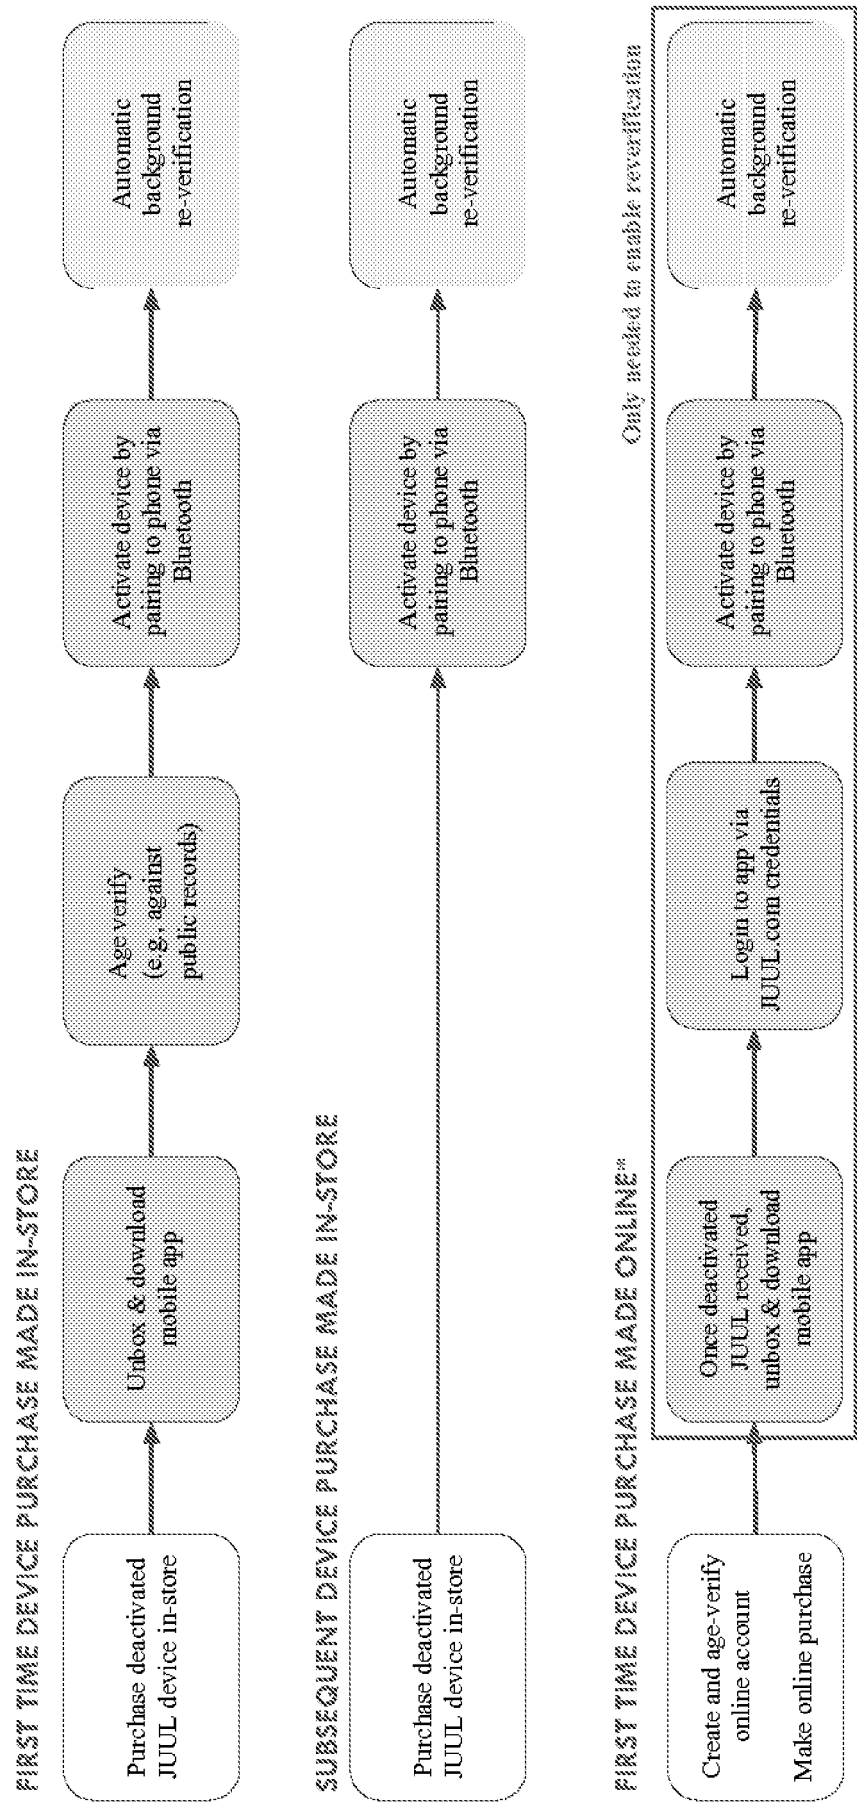 FIRST TIME DEVICE PURCHASE MADE IN-STORE
Purchase deactivated
JUUL device in-store
Unbox & download
mobile app
Age verify
(e.g., against
public records)
Activate device by
pairing to phone via
Bluetooth
Automatic
background
re-verification
SUBSEQUENT DEVICE PURCHASE MADE IN-STORE
Purchase deactivated
JUUL device in-store
Activate device by
pairing to phone via
Bluetooth
Automatic
background
re-verification
FIRST TIME DEVICE PURCHASE MADE ONLINE*
Only needed to enable reverification
Create and age-verify
online account
Make online purchase
Once deactivated
JUUL received,
unbox & download
mobile app
Login to app via
JUUL.com credentials
Activate device by
pairing to phone via
Bluetooth
Automatic
background
re-verification